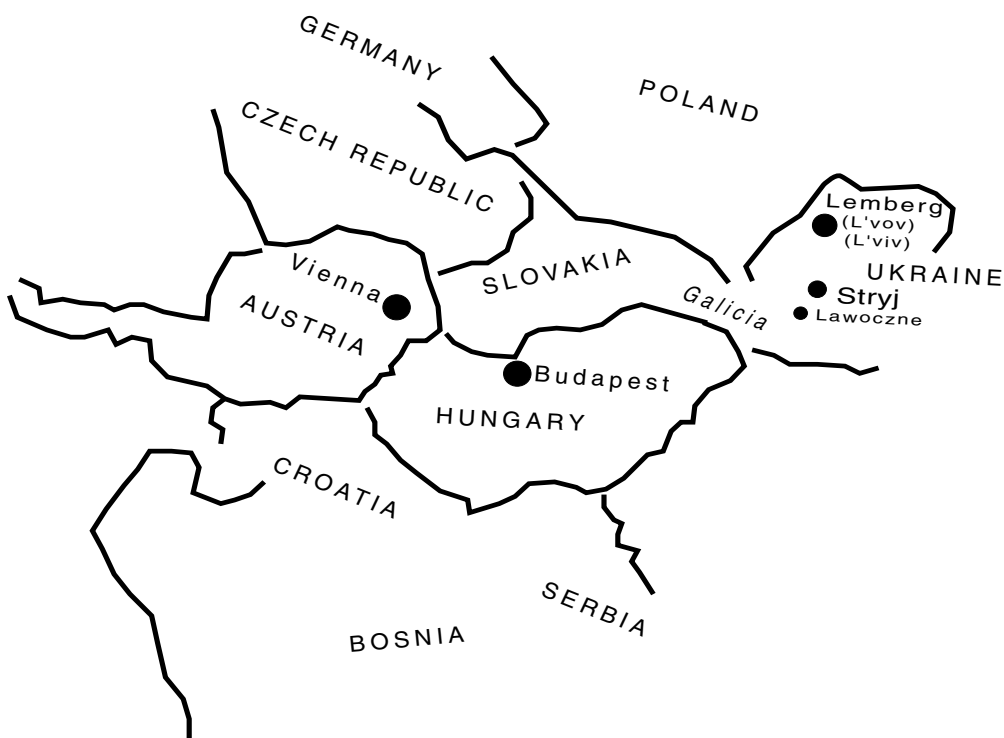 GERMANY
POLAND
CZECH REPUBLIC
Lemberg
(L'vov)
(L'viv)
UKRAINE
SLOVAKIA
Vienna
Galicia
Stryj
Lawoczne
AUSTRIA
Budapest
HUNGARY
CROATIA
SERBIA
BOSNIA